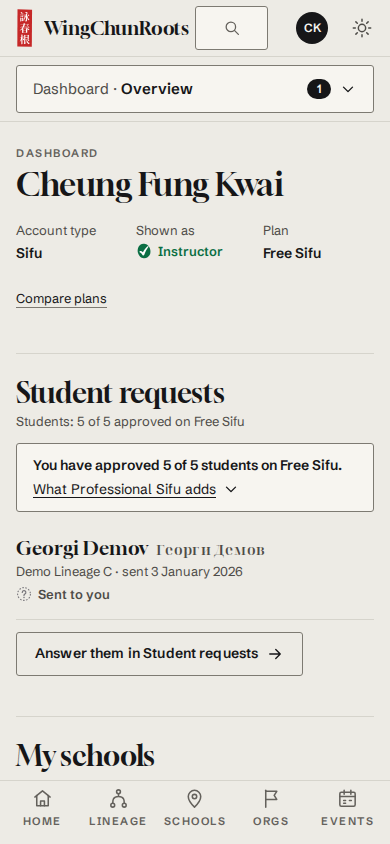 詠春根
WingChunRoots
CK
Dashboard · Overview
1
DASHBOARD
Cheung Fung Kwai
Account type
Shown as
Plan
Sifu
Instructor
Free Sifu
Compare plans
Student requests
Students: 5 of 5 approved on Free Sifu
You have approved 5 of 5 students on Free Sifu.
What Professional Sifu adds
Georgi Demov Георги Демов
Demo Lineage C · sent 3 January 2026
Sent to you
Answer them in Student requests
My schools
HOME
LINEAGE
SCHOOLS
ORGS
EVENTS